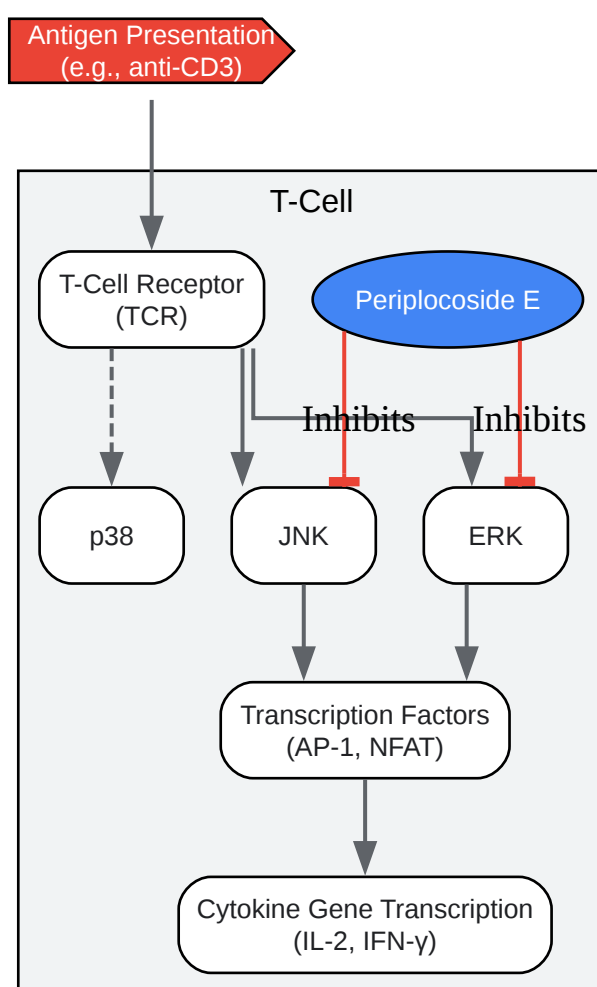 Antigen Presentation
(e.g., anti-CD3)
T-Cell
T-Cell Receptor
(TCR)
Periplocoside E
Inhibits
Inhibits
p38
JNK
ERK
Transcription Factors
(AP-1, NFAT)
Cytokine Gene Transcription
(IL-2, IFN-γ)